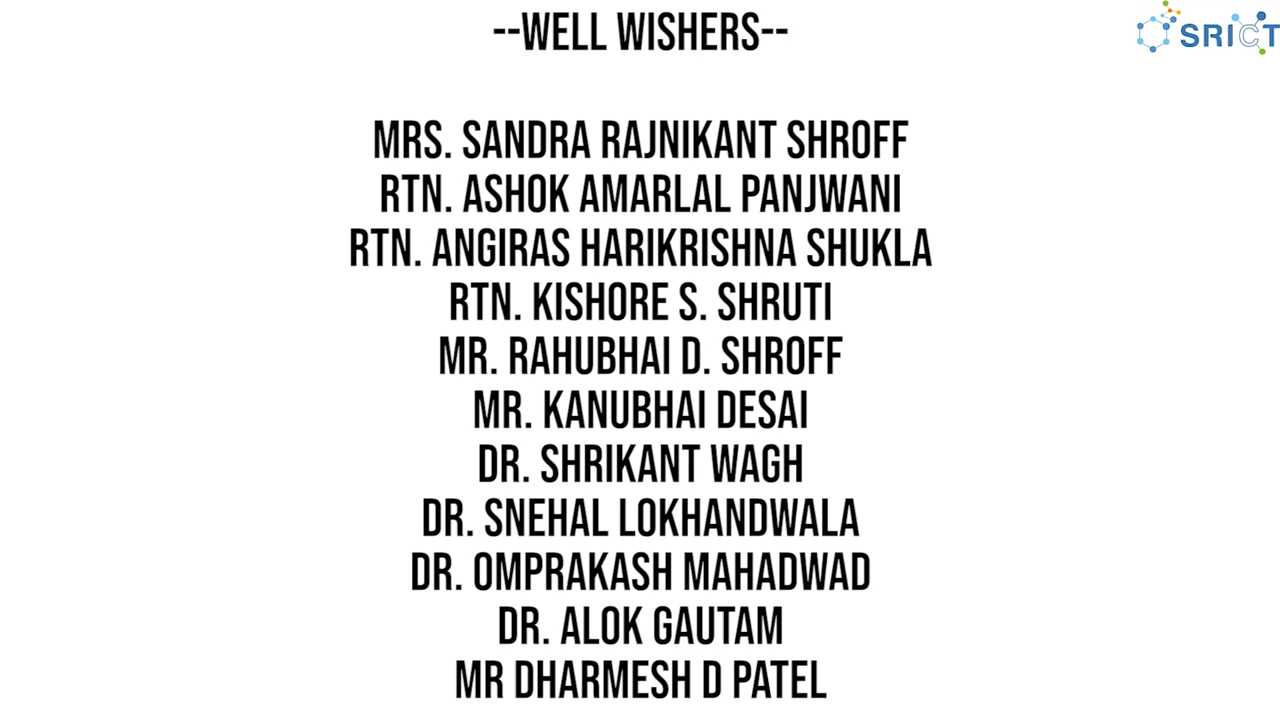 --WELL WISHERS--
SRICT
MRS. SANDRA RAJNIKANT SHROFF
RTN. ASHOK AMARLAL PANJWANI
RTN. ANGIRAS HARIKRISHNA SHUKLA
RTN. KISHORE S. SHRUTI
MR. RAHUBHAI D. SHROFF
MR. KANUBHAI DESAI
DR. SHRIKANT WAGH
DR. SNEHAL LOKHANDWALA
DR. OMPRAKASH MAHADWAD
DR. ALOK GAUTAM
MR DHARMESH D PATEL